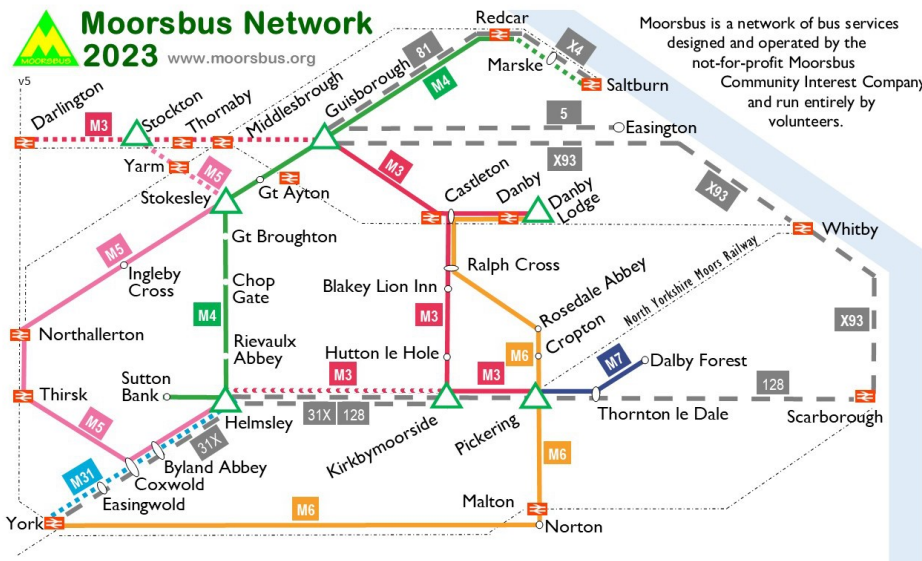 Moorsbus Network
2023 www.moorsbus.org
MOORSBUS
v5
Moorsbus is a network of bus services
designed and operated by the
not-for-profit Moorsbus
Community Interest Company
and run entirely by
volunteers.
Redcar
81
X4
Marske
Saltburn
M4
Guisborough
Middlesbrough
Thornaby
Stockton
Darlington
M3
5
Easington
X93
Yarm
M5
M3
X93
Stokesley
Gt Ayton
Castleton
Danby
Danby
Lodge
Whitby
Gt Broughton
M5
Ingleby
Cross
Ralph Cross
Chop
Gate
Blakey Lion Inn
Rosedale Abbey
North Yorkshire Moors Railway
M4
M3
X93
Northallerton
Cropton
Rievaulx
Abbey
Hutton le Hole
M6
M7
Dalby Forest
M3
M3
128
Thirsk
Sutton
Bank
Helmsley
31X 128
Thornton le Dale
Scarborough
M5
31X
Kirkbymoorside
Pickering
M6
Byland Abbey
Coxwold
M31
Easingwold
M6
Malton
York
Norton